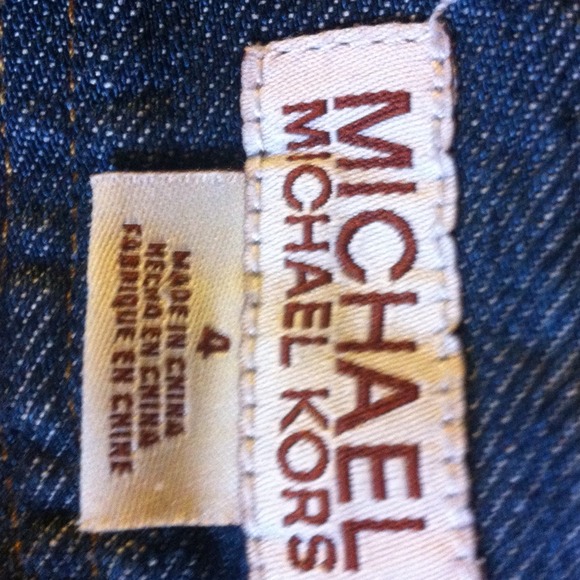 MICHAEL
MICHAEL KORS
4
MADE IN CHINA
HECHO EN CHINA
FABRIQUE EN CHINE